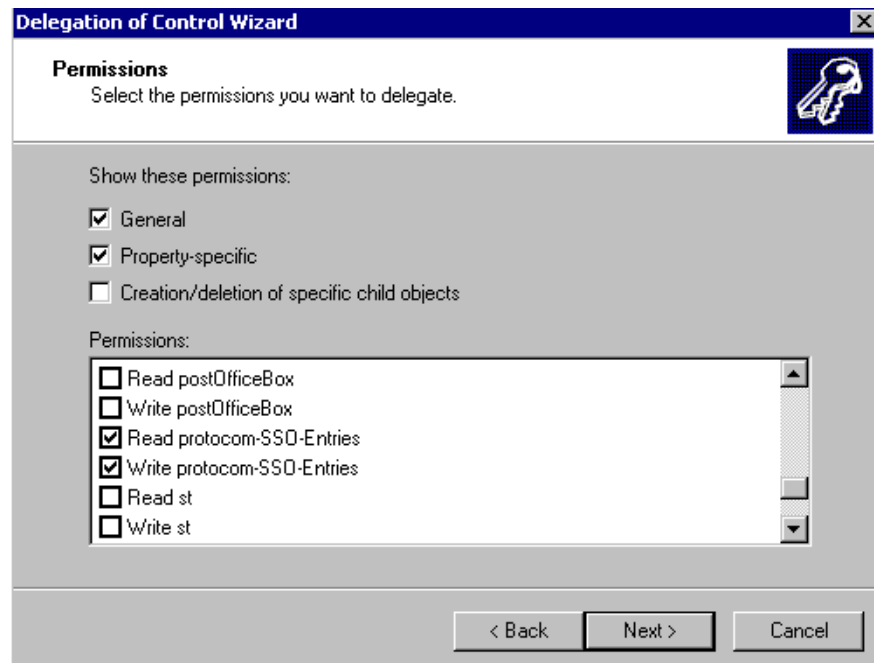 Delegation of Control Wizard
Permissions
Select the permissions you want to delegate.
Show these permissions:
General
Property-specific
Creation/deletion of specific child objects
Permissions:
Read postOfficeBox
Write postOfficeBox
Read protocom-SSO-Entries
Write protocom-SSO-Entries
Read st
Write st
< Back
Next >
Cancel